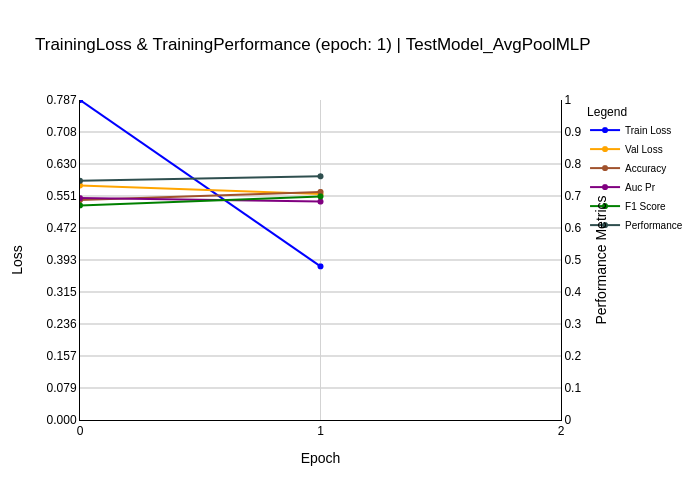 TrainingLoss & TrainingPerformance (epoch: 1) | TestModel_AvgPoolMLP
0.787
0.708
0.630
0.551
0.472
0.393
0.315
0.236
0.157
0.079
0.000
Loss
0
1
2
Epoch
1
0.9
0.8
0.7
0.6
0.5
0.4
0.3
0.2
0.1
0
Performance Metrics
Legend
Train Loss
Val Loss
Accuracy
Auc Pr
F1 Score
Performance